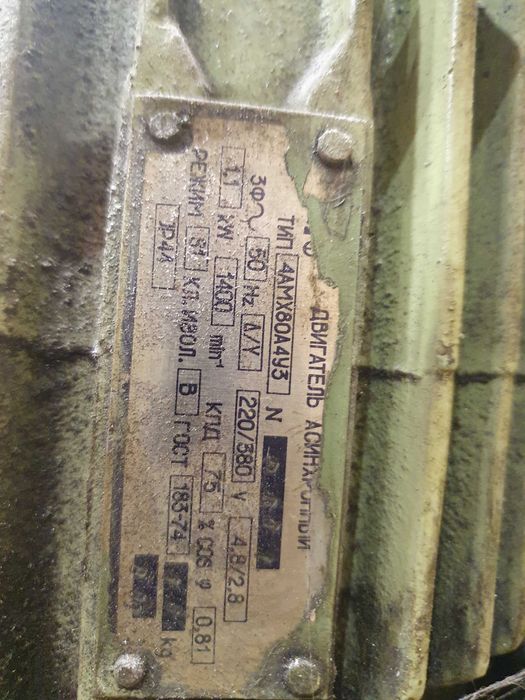 ДВИГАТЕЛЬ АСИНХРОННЫЙ
ТИП 4АМХ80А4У3 N
3Ф~ 50 Hz Δ/Y 220/380 V 4,8/2,8
1,1 kW 1400 min⁻¹ КПД 75 % COS φ 0,81
РЕЖИМ S1 КЛ.ИЗОЛ. В ГОСТ 183-74 kg
JP44